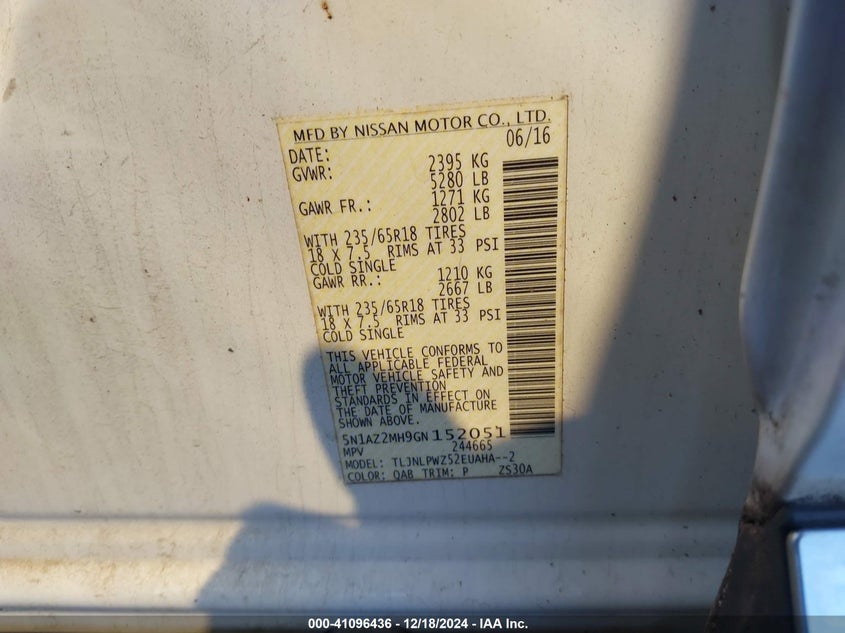 MFD BY NISSAN MOTOR CO., LTD.
DATE: 06/16
GVWR: 2395 KG
5280 LB
GAWR FR.: 1271 KG
2802 LB
WITH 235/65R18 TIRES
18 X 7.5 RIMS AT 33 PSI
COLD SINGLE
GAWR RR.: 1210 KG
2667 LB
WITH 235/65R18 TIRES
18 X 7.5 RIMS AT 33 PSI
COLD SINGLE
THIS VEHICLE CONFORMS TO
ALL APPLICABLE FEDERAL
MOTOR VEHICLE SAFETY AND
THEFT PREVENTION
STANDARDS IN EFFECT ON
THE DATE OF MANUFACTURE
SHOWN ABOVE.
5N1AZ2MH9GN152051
MPV 244665
MODEL: TLJNLPWZ52EUAHA--2
COLOR: QAB TRIM: P ZS30A
000-41096436 - 12/18/2024 - IAA Inc.